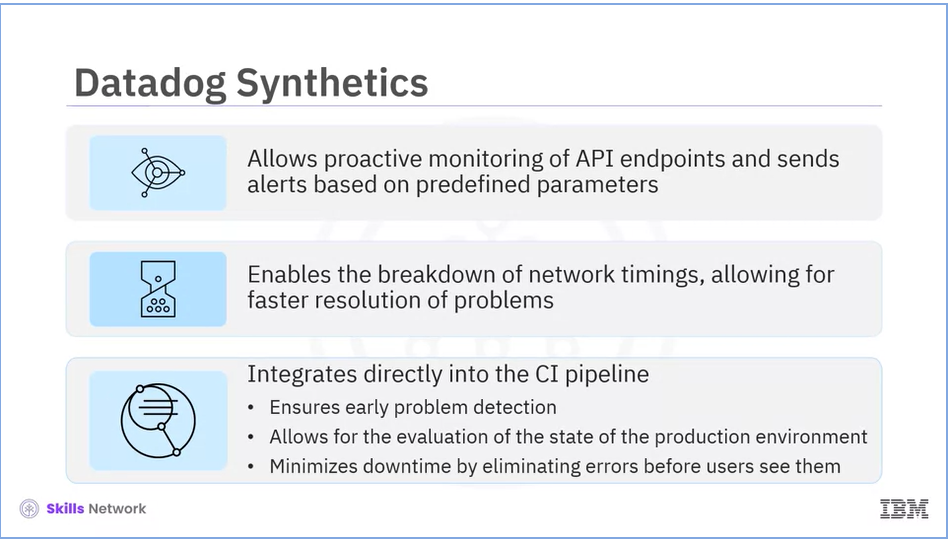 Datadog Synthetics
Allows proactive monitoring of API endpoints and sends
alerts based on predefined parameters
Enables the breakdown of network timings, allowing for
faster resolution of problems
Integrates directly into the CI pipeline
• Ensures early problem detection
• Allows for the evaluation of the state of the production environment
• Minimizes downtime by eliminating errors before users see them
Skills Network
IBM